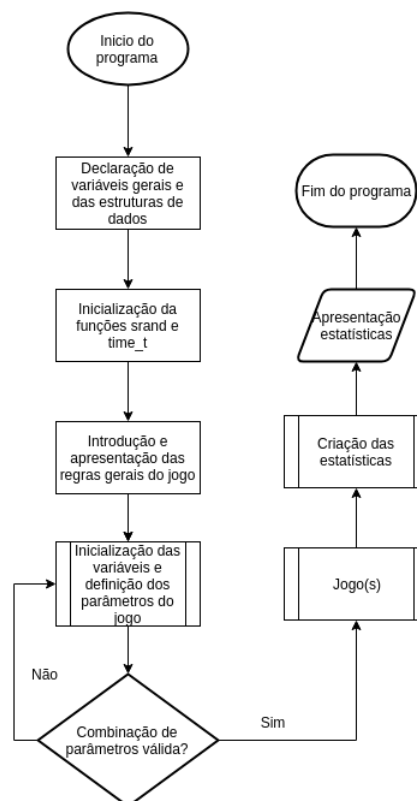 Inicio do
programa
Declaração de
variáveis gerais e
das estruturas de
dados
Inicialização da
funções srand e
time_t
Introdução e
apresentação das
regras gerais do jogo
Inicialização das
variáveis e
definição dos
parâmetros do
jogo
Não
Combinação de
parâmetros válida?
Sim
Jogo(s)
Criação das
estatísticas
Apresentação
estatísticas
Fim do programa